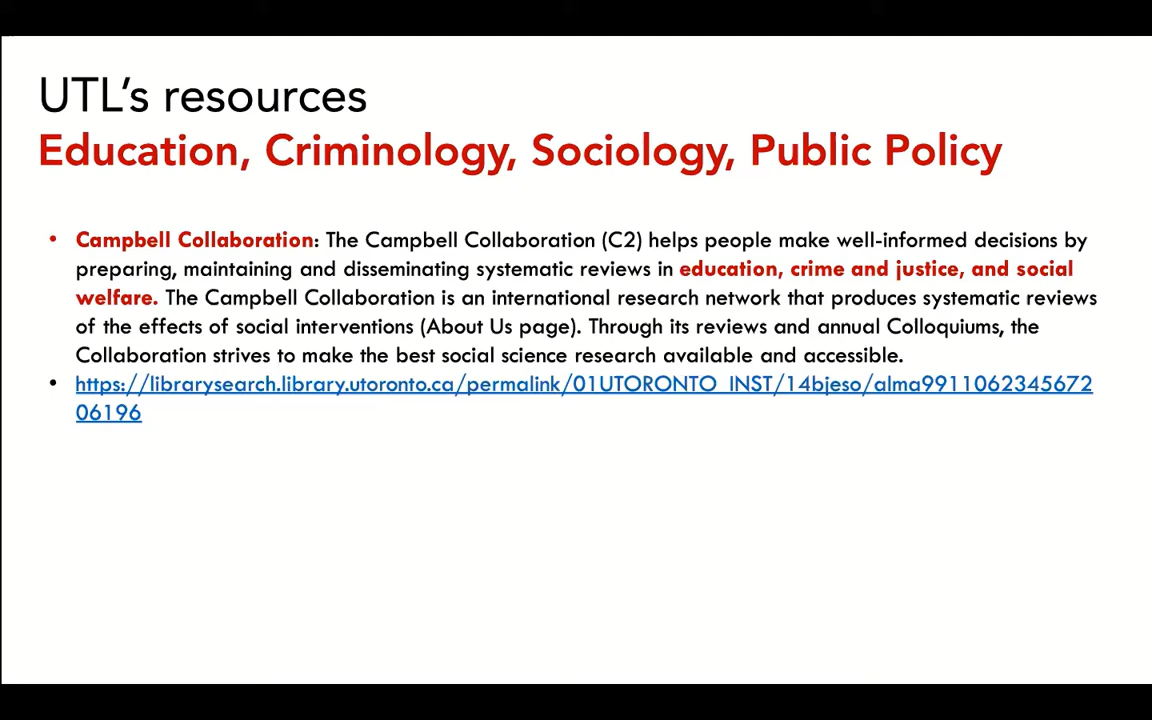 UTL’s resources
Education, Criminology, Sociology, Public Policy
• Campbell Collaboration: The Campbell Collaboration (C2) helps people make well-informed decisions by
preparing, maintaining and disseminating systematic reviews in education, crime and justice, and social
welfare. The Campbell Collaboration is an international research network that produces systematic reviews
of the effects of social interventions (About Us page). Through its reviews and annual Colloquiums, the
Collaboration strives to make the best social science research available and accessible.
• https://librarysearch.library.utoronto.ca/permalink/01UTORONTO_INST/14bjeso/alma9911062345672
06196